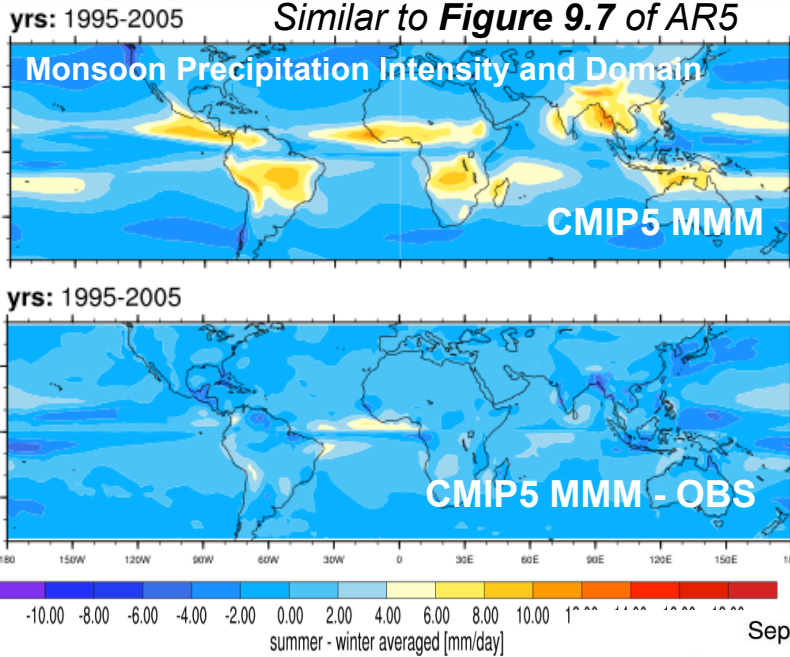 yrs: 1995-2005 Similar to Figure 9.7 of AR5
Monsoon Precipitation Intensity and Domain
CMIP5 MMM
yrs: 1995-2005
CMIP5 MMM - OBS
180 150W 120W 90W 60W 30W 0 30E 60E 90E 120E 150E
-10.00 -8.00 -6.00 -4.00 -2.00 0.00 2.00 4.00 6.00 8.00 10.00
summer - winter averaged [mm/day]
Sep